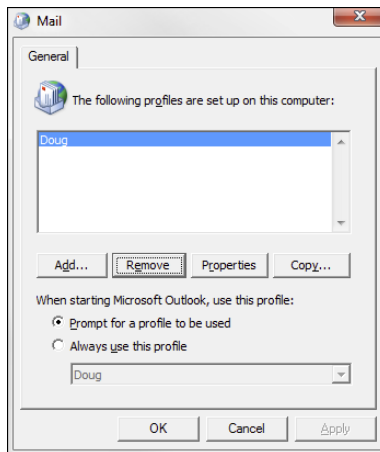 Mail
General
The following profiles are set up on this computer:
Doug
Add... Remove Properties Copy...
When starting Microsoft Outlook, use this profile:
Prompt for a profile to be used
Always use this profile
Doug
OK Cancel Apply